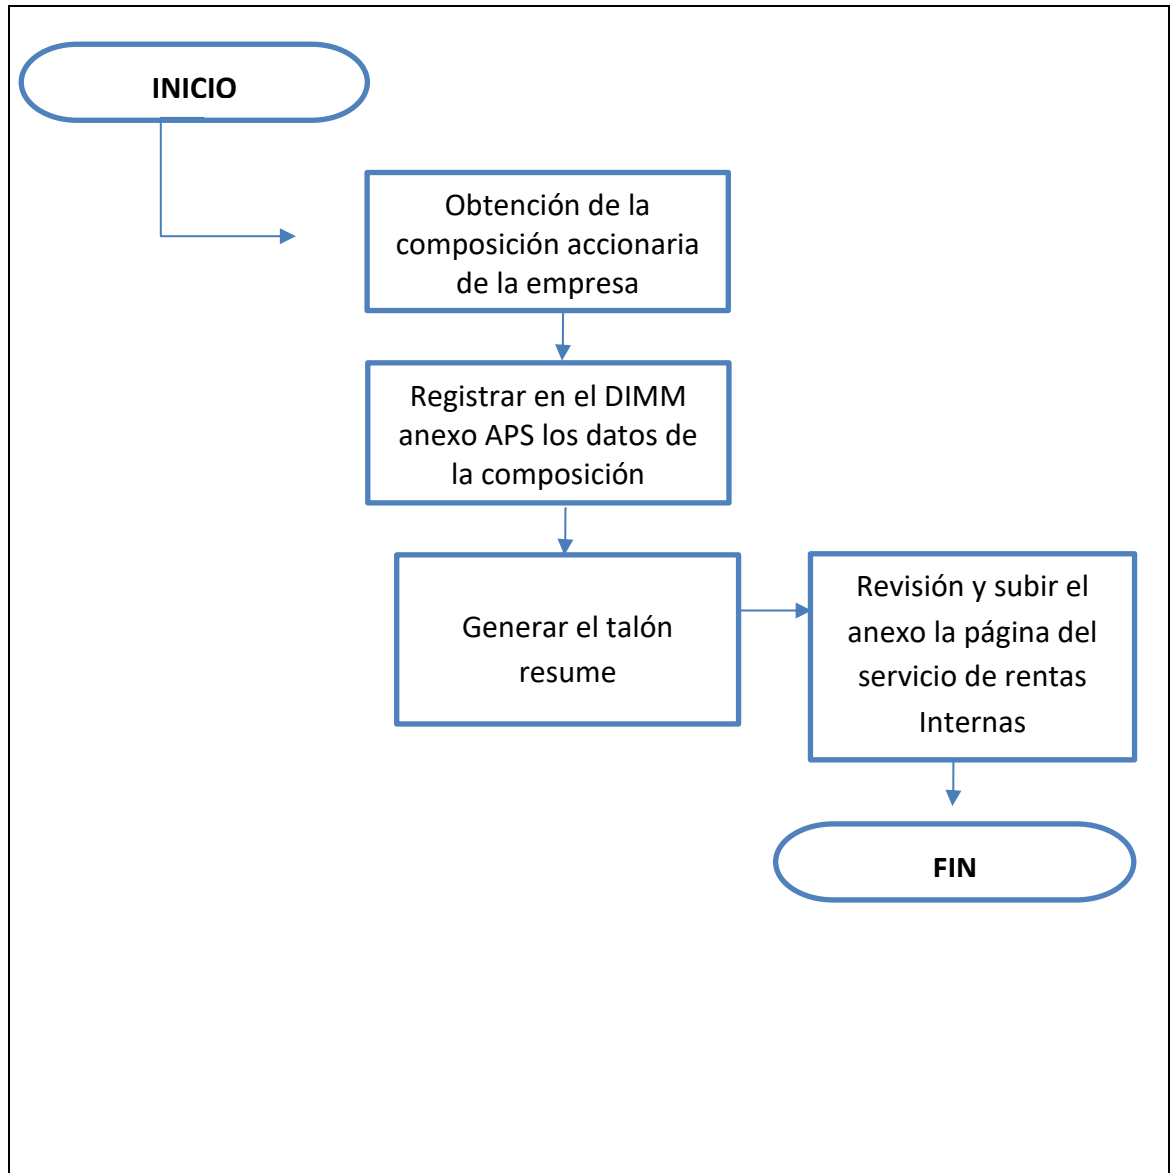 INICIO
Obtención de la
composición accionaria
de la empresa
Registrar en el DIMM
anexo APS los datos de
la composición
Generar el talón
resume
Revisión y subir el
anexo la página del
servicio de rentas
Internas
FIN